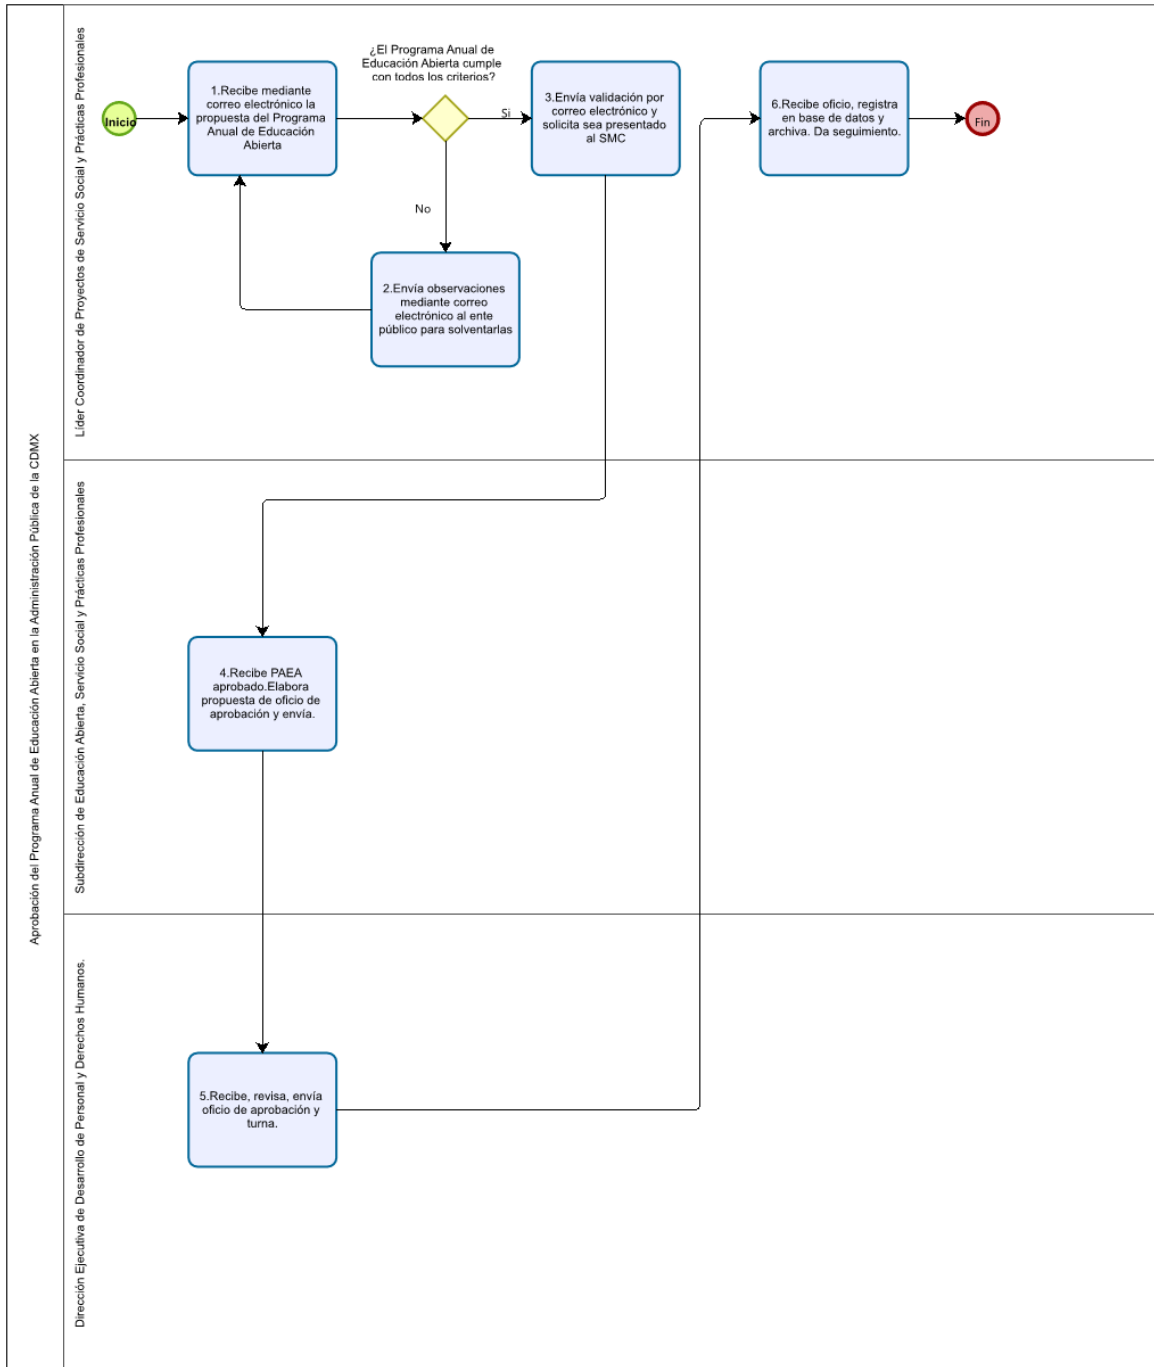 Aprobación del Programa Anual de Educación Abierta en la Administración Pública de la CDMX
Líder Coordinador de Proyectos de Servicio Social y Prácticas Profesionales
Inicio
1.Recibe mediante
correo electrónico la
propuesta del Programa
Anual de Educación
Abierta
¿El Programa Anual de
Educación Abierta cumple
con todos los criterios?
Si
No
2.Envía observaciones
mediante correo
electrónico al ente
público para solventarlas
3.Envía validación por
correo electrónico y
solicita sea presentado
al SMC
6.Recibe oficio, registra
en base de datos y
archiva. Da seguimiento.
Fin
Subdirección de Educación Abierta, Servicio Social y Prácticas Profesionales
4.Recibe PAEA
aprobado.Elabora
propuesta de oficio de
aprobación y envía.
Dirección Ejecutiva de Desarrollo de Personal y Derechos Humanos.
5.Recibe, revisa, envía
oficio de aprobación y
turna.